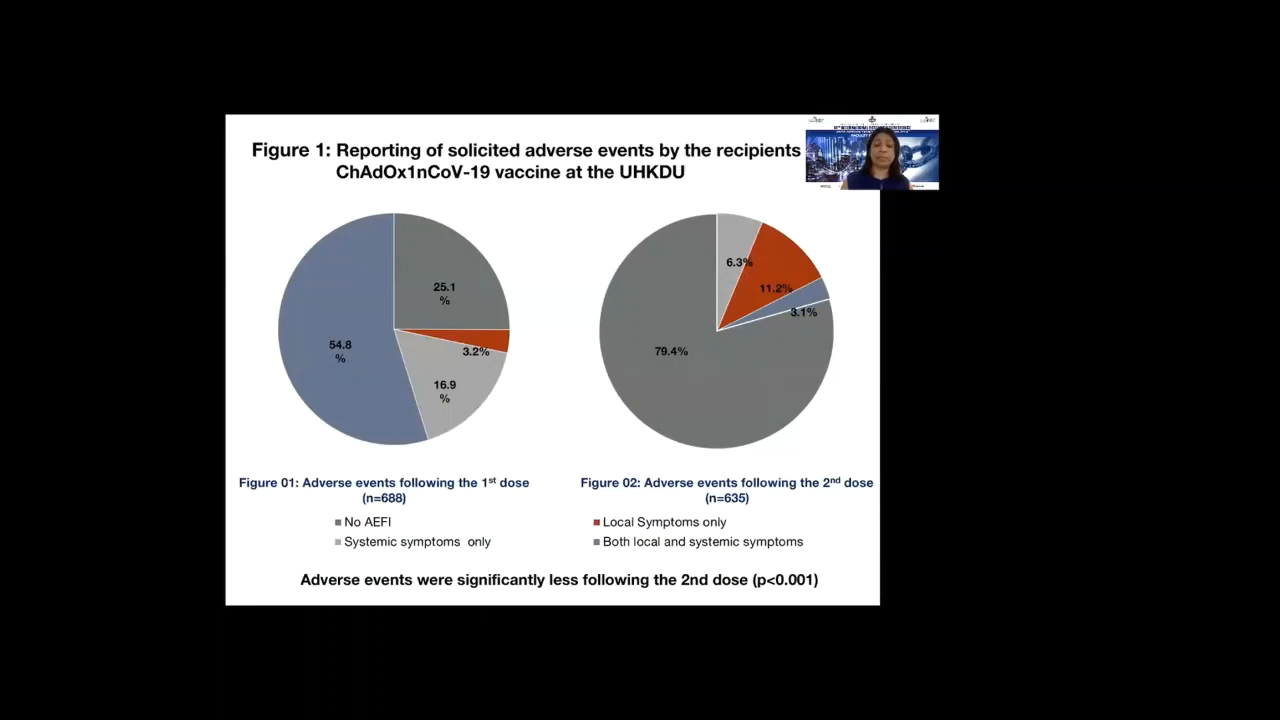 Figure 1: Reporting of solicited adverse events by the recipients
ChAdOx1nCoV-19 vaccine at the UHKDU
25.1
%
54.8
%
3.2%
16.9
%
6.3%
11.2%
3.1%
79.4%
Figure 01: Adverse events following the 1st dose
(n=688)
Figure 02: Adverse events following the 2nd dose
(n=635)
No AEFI
Local Symptoms only
Systemic symptoms only
Both local and systemic symptoms
Adverse events were significantly less following the 2nd dose (p<0.001)